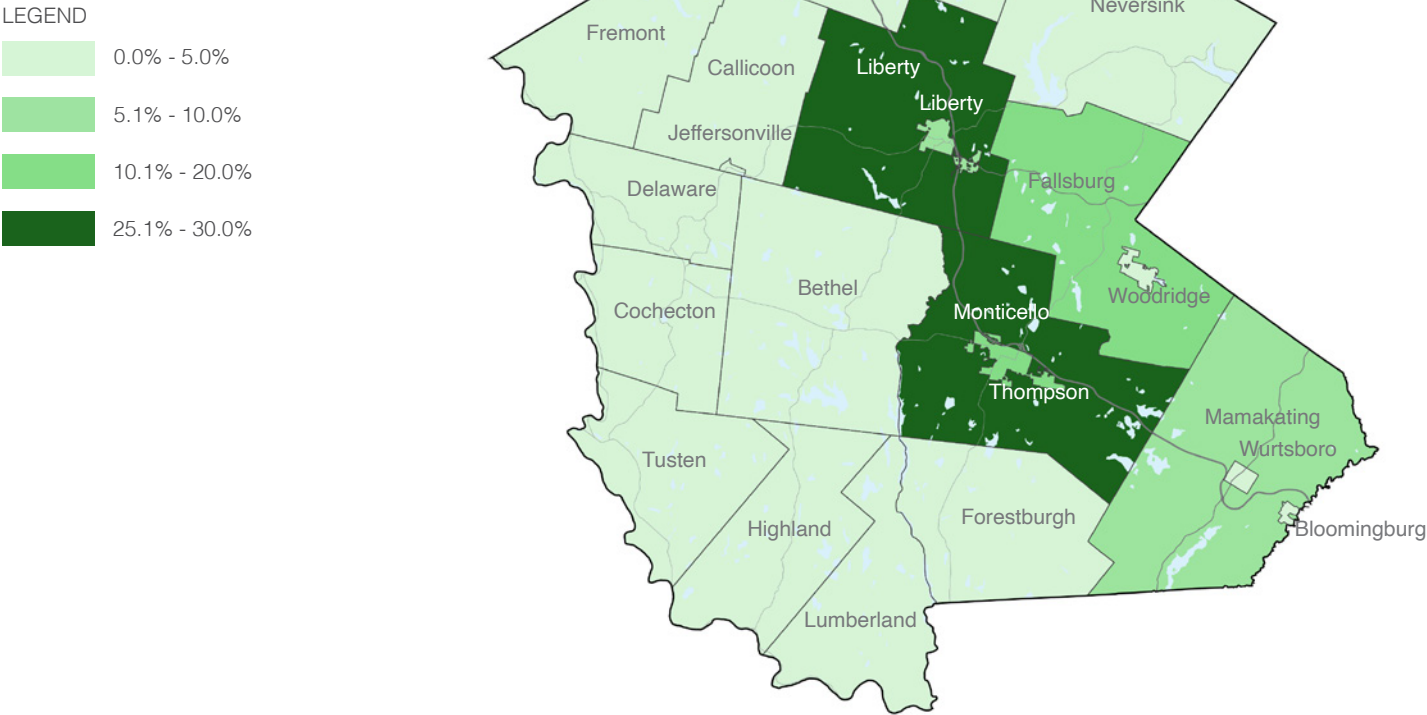 LEGEND
0.0% - 5.0%
5.1% - 10.0%
10.1% - 20.0%
25.1% - 30.0%
Neversink
Fremont
Callicoon
Liberty
Liberty
Jeffersonville
Delaware
Fallsburg
Bethel
Woodridge
Cochecton
Monticello
Thompson
Mamakating
Wurtsboro
Tusten
Highland
Forestburgh
Bloomingburg
Lumberland